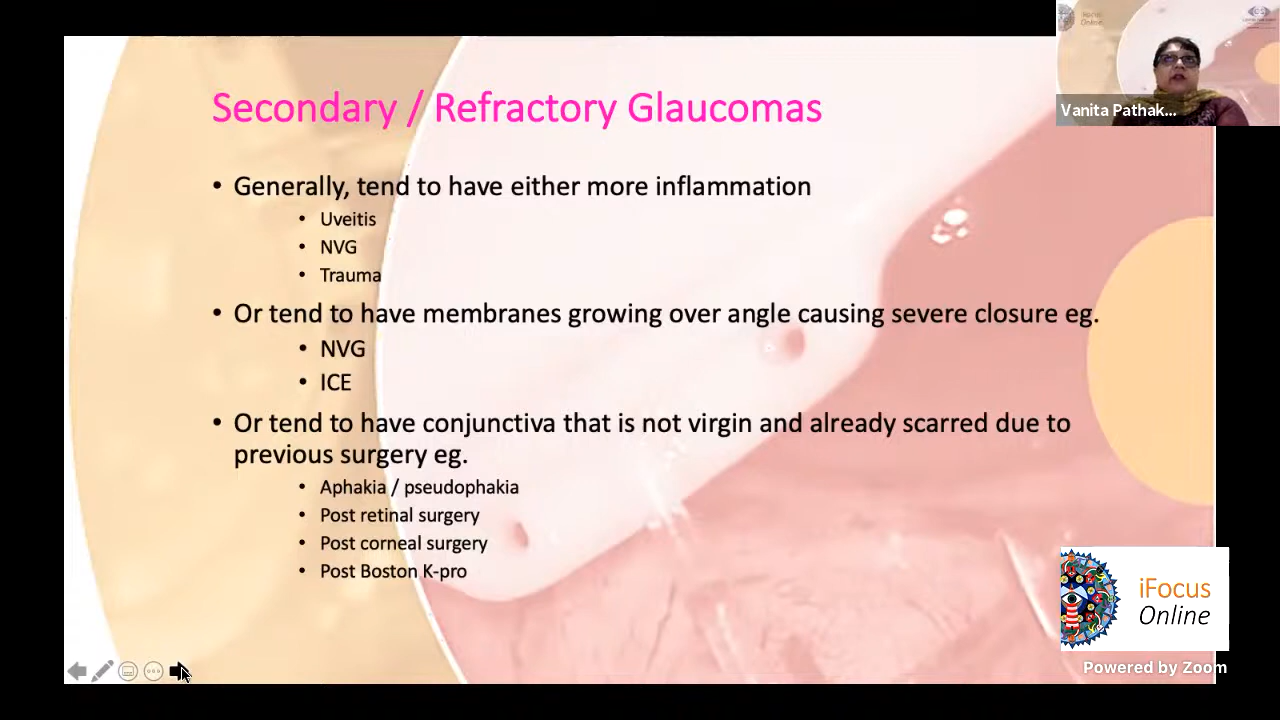 Secondary / Refractory Glaucomas
• Generally, tend to have either more inflammation
• Uveitis
• NVG
• Trauma
• Or tend to have membranes growing over angle causing severe closure eg.
• NVG
• ICE
• Or tend to have conjunctiva that is not virgin and already scarred due to
previous surgery eg.
• Aphakia / pseudophakia
• Post retinal surgery
• Post corneal surgery
• Post Boston K-pro
iFocus
Online
Vanita Pathak...
iFocus
Online
Powered by Zoom